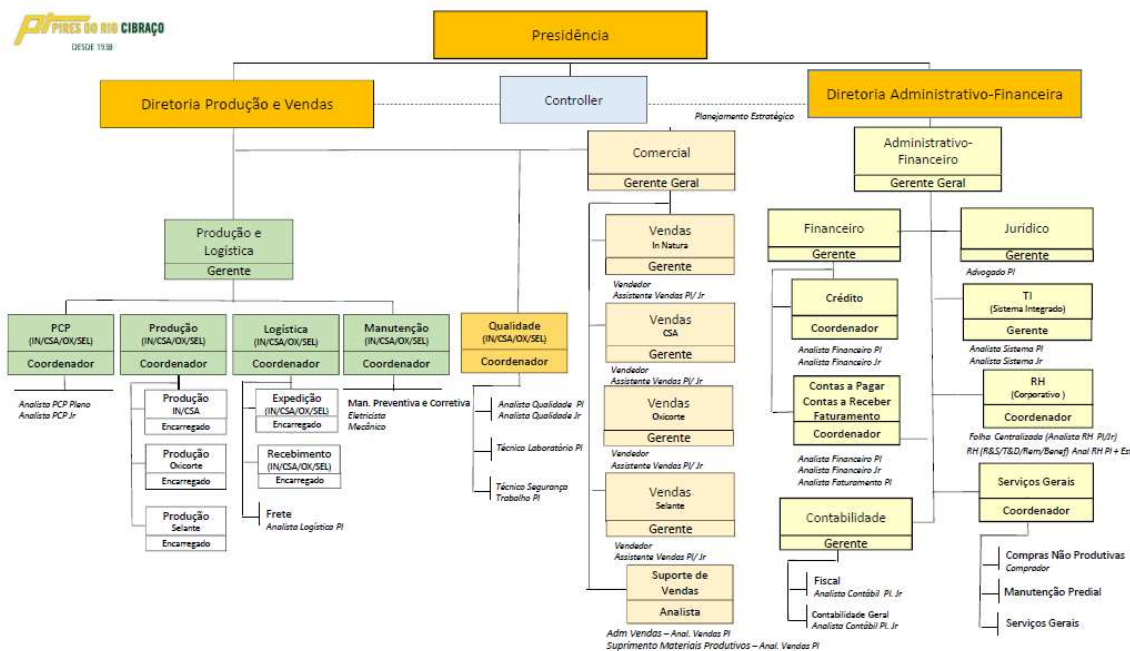 PIRES DO RIO CIBRAÇO
DESDE 1938
Presidência
Diretoria Produção e Vendas
Controller
Diretoria Administrativo-Financeira
Planejamento Estratégico
Comercial
Gerente Geral
Administrativo-
Financeiro
Gerente Geral
Produção e
Logística
Gerente
PCP
(IN/CSA/OX/SEL)
Coordenador
Analista PCP Pleno
Analista PCP Jr
Produção
(IN/CSA/OX/SEL)
Coordenador
Produção
IN/CSA
Encarregado
Produção
Oxicorte
Encarregado
Produção
Selante
Encarregado
Logística
(IN/CSA/OX/SEL)
Coordenador
Expedição
(IN/CSA/OX/SEL)
Encarregado
Recebimento
(IN/CSA/OX/SEL)
Encarregado
Frete
Analista Logística Pl
Manutenção
(IN/CSA/OX/SEL)
Coordenador
Man. Preventiva e Corretiva
Eletricista
Mecânico
Qualidade
(IN/CSA/OX/SEL)
Coordenador
Analista Qualidade Pl
Analista Qualidade Jr
Técnico Laboratório Pl
Técnico Segurança
Trabalho Pl
Vendas
In Natura
Gerente
Vendedor
Assistente Vendas Pl/ Jr
Vendas
CSA
Gerente
Vendedor
Assistente Vendas Pl/ Jr
Vendas
Oxicorte
Gerente
Vendedor
Assistente Vendas Pl/ Jr
Vendas
Selante
Gerente
Vendedor
Assistente Vendas Pl/ Jr
Suporte de
Vendas
Analista
Adm Vendas – Anal. Vendas Pl
Suprimento Materiais Produtivos – Anal. Vendas Pl
Financeiro
Gerente
Crédito
Coordenador
Analista Financeiro Pl
Analista Financeiro Jr
Contas a Pagar
Contas a Receber
Faturamento
Coordenador
Analista Financeiro Pl
Analista Financeiro Jr
Analista Faturamento Pl
Contabilidade
Gerente
Fiscal
Analista Contábil Pl. Jr
Contabilidade Geral
Analista Contábil Pl. Jr
Jurídico
Gerente
Advogado Pl
TI
(Sistema Integrado)
Gerente
Analista Sistema Pl
Analista Sistema Jr
RH
(Corporativo )
Coordenador
Folha Centralizada (Analista RH Pl/Jr)
RH (R&S/T&D/Rem/Benef) Anal RH Pl + Est
Serviços Gerais
Coordenador
Compras Não Produtivas
Comprador
Manutenção Predial
Serviços Gerais